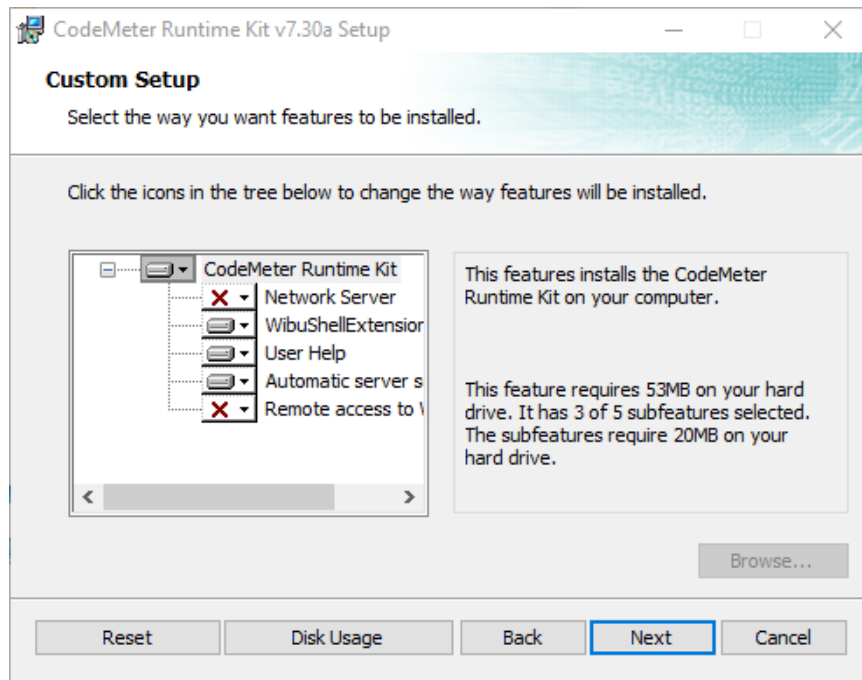 CodeMeter Runtime Kit v7.30a Setup
Custom Setup
Select the way you want features to be installed.
Click the icons in the tree below to change the way features will be installed.
CodeMeter Runtime Kit
Network Server
WibuShellExtension
User Help
Automatic server s
Remote access to
This features installs the CodeMeter
Runtime Kit on your computer.
This feature requires 53MB on your hard
drive. It has 3 of 5 subfeatures selected.
The subfeatures require 20MB on your
hard drive.
Browse...
Reset
Disk Usage
Back
Next
Cancel